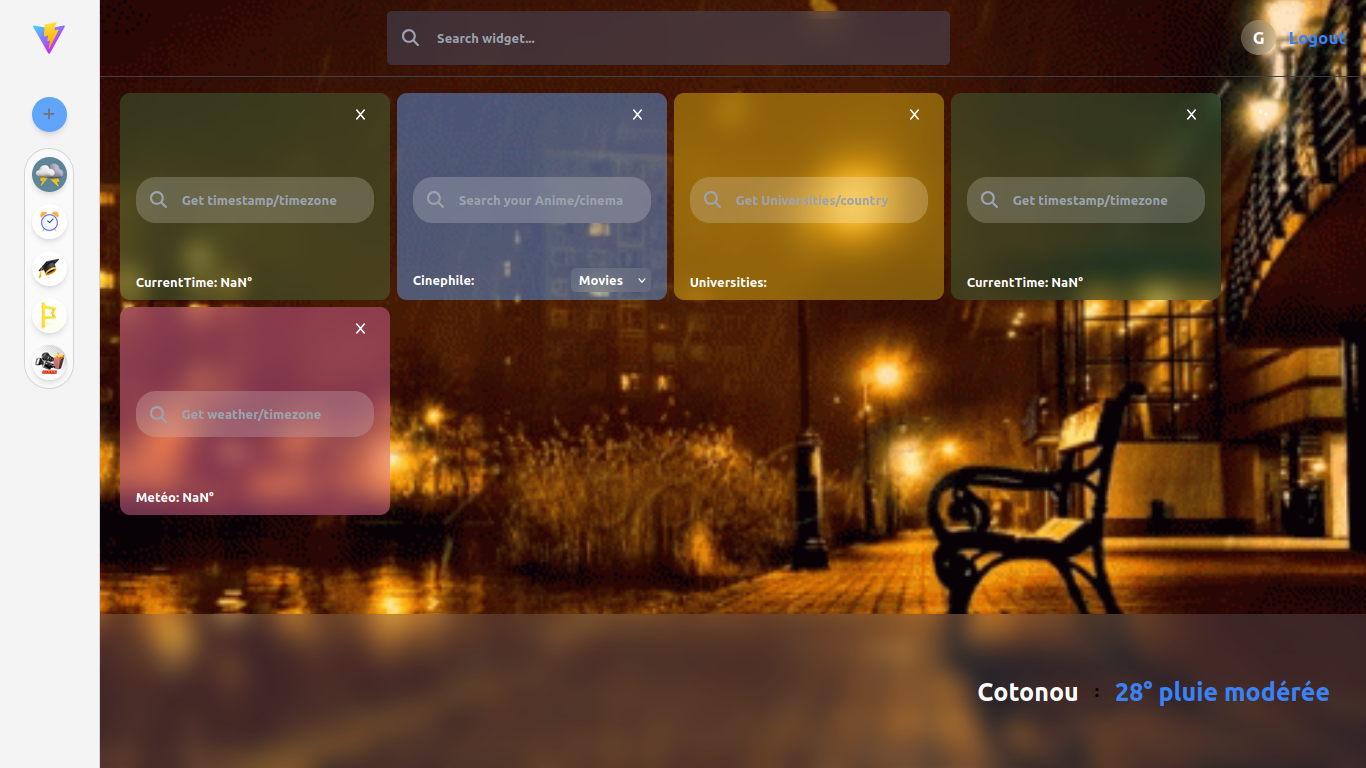 Search widget...
G Logout
+
X
Get timestamp/timezone
CurrentTime: NaN°
X
Search your Anime/cinema
Cinephile: Movies
X
Get Universities/country
Universities:
X
Get timestamp/timezone
CurrentTime: NaN°
X
Get weather/timezone
Metéo: NaN°
Cotonou : 28° pluie modérée